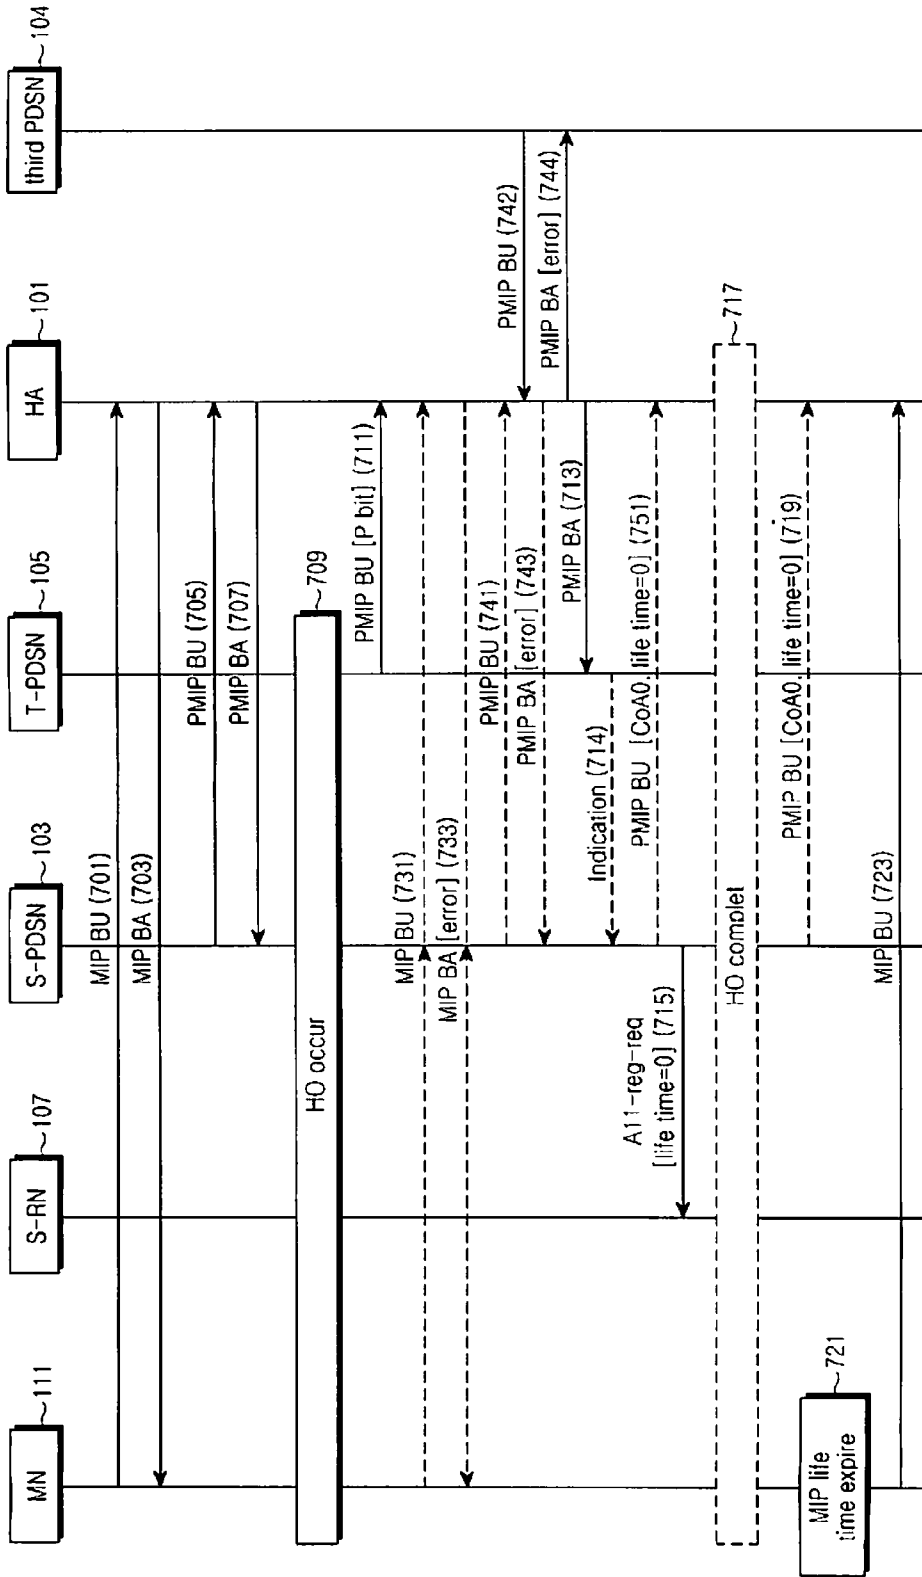 MN
111
S-RN
107
S-PDSN
103
T-PDSN
105
HA
101
third PDSN
104
MIP BU (701)
MIP BA (703)
PMIP BU (705)
PMIP BA (707)
HO occur
709
PMIP BU [P bit] (711)
MIP BU (731)
MIP BA [error] (733)
PMIP BU (741)
PMIP BU (742)
PMIP BA [error] (743)
PMIP BA [error] (744)
PMIP BA (713)
Indication (714)
PMIP BU [CoA0, life time=0] (751)
A11-reg-req
[life time=0] (715)
HO complet
717
PMIP BU [CoA0, life time=0] (719)
MIP life
time expire
721
MIP BU (723)